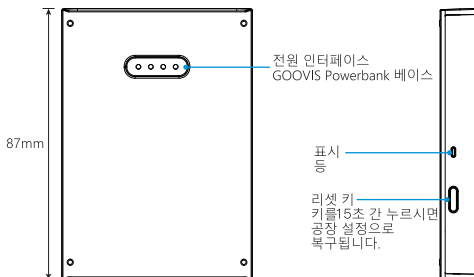 전원 인터페이스
GOOVIS Powerbank 베이스
87mm
표시
등
리셋 키
키를15초 간 누르시면
공장 설정으로
복구됩니다.